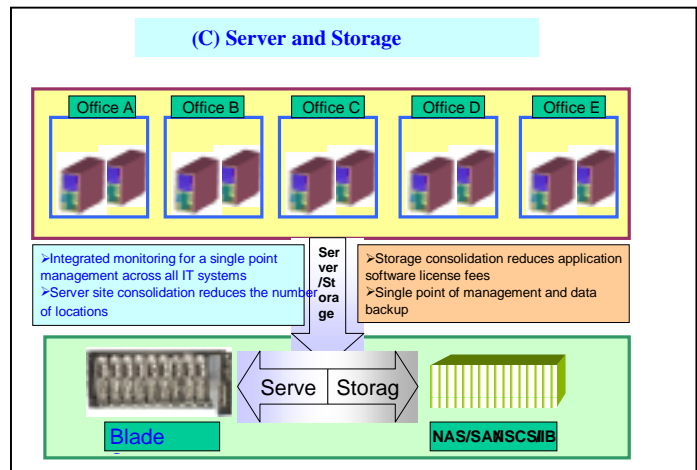 (C) Server and Storage
Office A
Office B
Office C
Office D
Office E
➢Integrated monitoring for a single point
management across all IT systems
➢Server site consolidation reduces the number
of locations
Ser
ver
/St
ora
ge
➢Storage consolidation reduces application
software license fees
➢Single point of management and data
backup
Serve
Storag
Blade
NAS/SAN